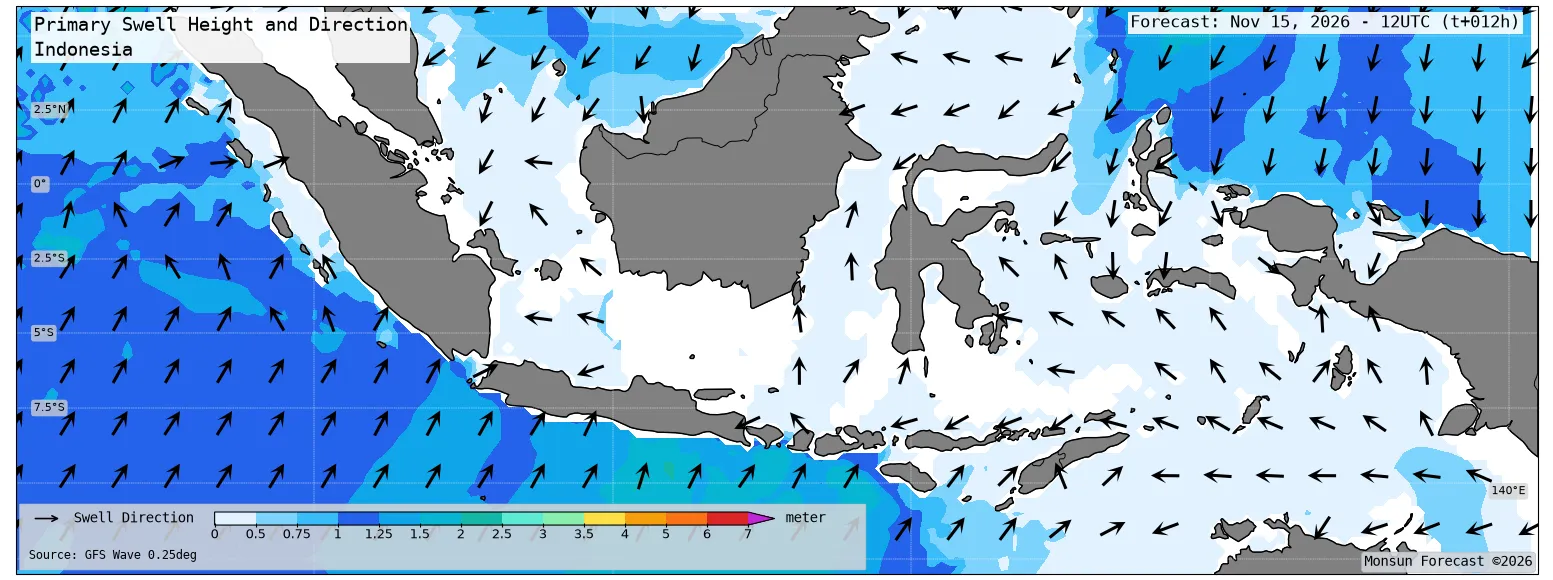 Primary Swell Height and Direction
Indonesia
Forecast: Nov 15, 2026 - 12UTC (t+012h)
2.5°N
0°
2.5°S
5°S
7.5°S
140°E
Swell Direction
0 0.5 0.75 1 1.25 1.5 2 2.5 3 3.5 4 5 6 7
meter
Source: GFS Wave 0.25deg
Monsun Forecast ©2026